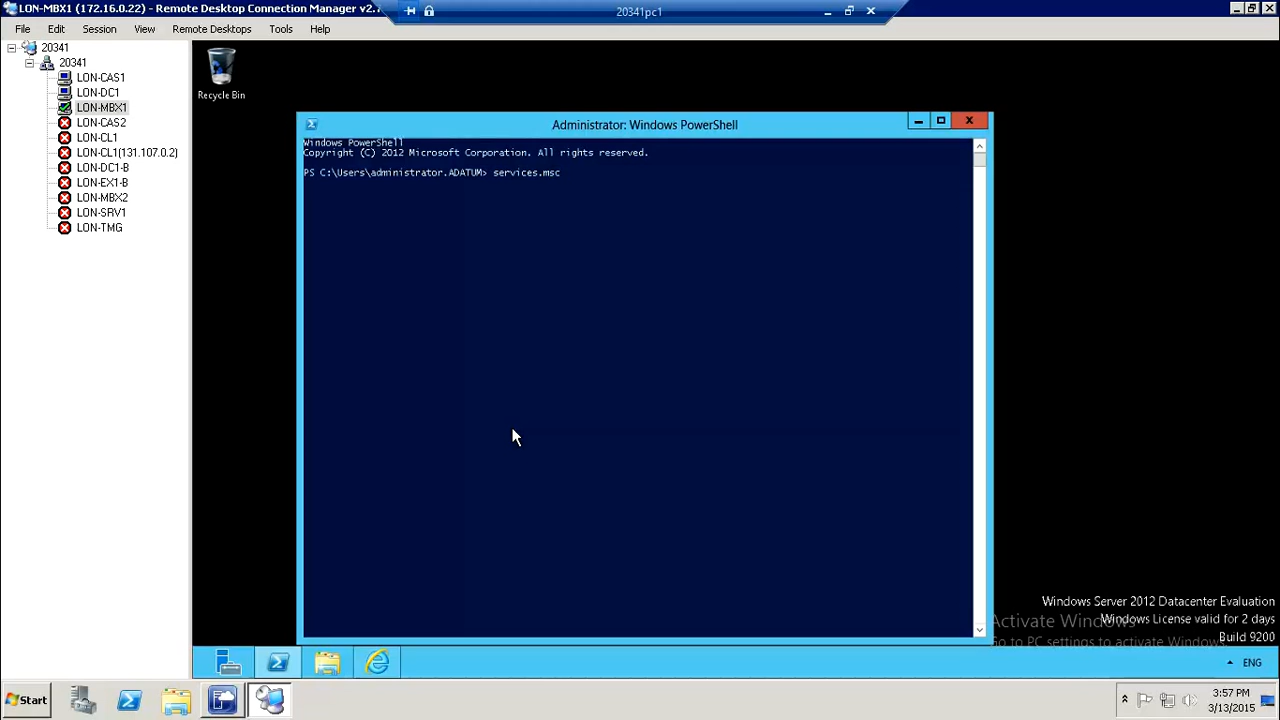 LON-MBX1 (172.16.0.22) - Remote Desktop Connection Manager v2.
20341pc1
File Edit Session View Remote Desktops Tools Help
20341
20341
LON-CAS1
LON-DC1
LON-MBX1
LON-CAS2
LON-CL1
LON-CL1(131.107.0.2)
LON-DC1-B
LON-EX1-B
LON-MBX2
LON-SRV1
LON-TMG
Recycle Bin
Administrator: Windows PowerShell
Windows PowerShell
Copyright (C) 2012 Microsoft Corporation. All rights reserved.
PS C:\Users\administrator.ADATUM> services.msc
Windows Server 2012 Datacenter Evaluation
Activate Windows
Windows License valid for 2 days
Go to PC settings to activate Windows.
Build 9200
ENG
Start
3:57 PM
3/13/2015